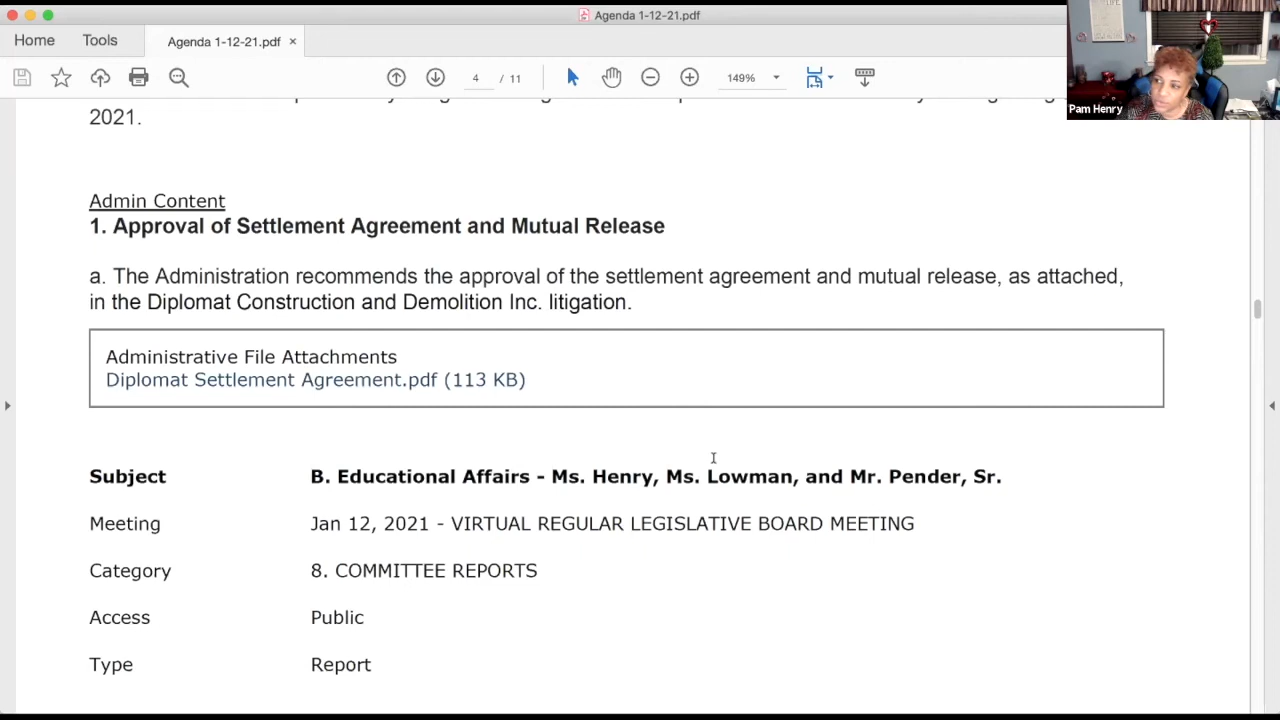 Agenda 1-12-21.pdf
Home Tools Agenda 1-12-21.pdf ×
4 / 11 149%
Pam Henry
2021.
Admin Content
1. Approval of Settlement Agreement and Mutual Release
a. The Administration recommends the approval of the settlement agreement and mutual release, as attached,
in the Diplomat Construction and Demolition Inc. litigation.
Administrative File Attachments
Diplomat Settlement Agreement.pdf (113 KB)
Subject B. Educational Affairs - Ms. Henry, Ms. Lowman, and Mr. Pender, Sr.
Meeting Jan 12, 2021 - VIRTUAL REGULAR LEGISLATIVE BOARD MEETING
Category 8. COMMITTEE REPORTS
Access Public
Type Report